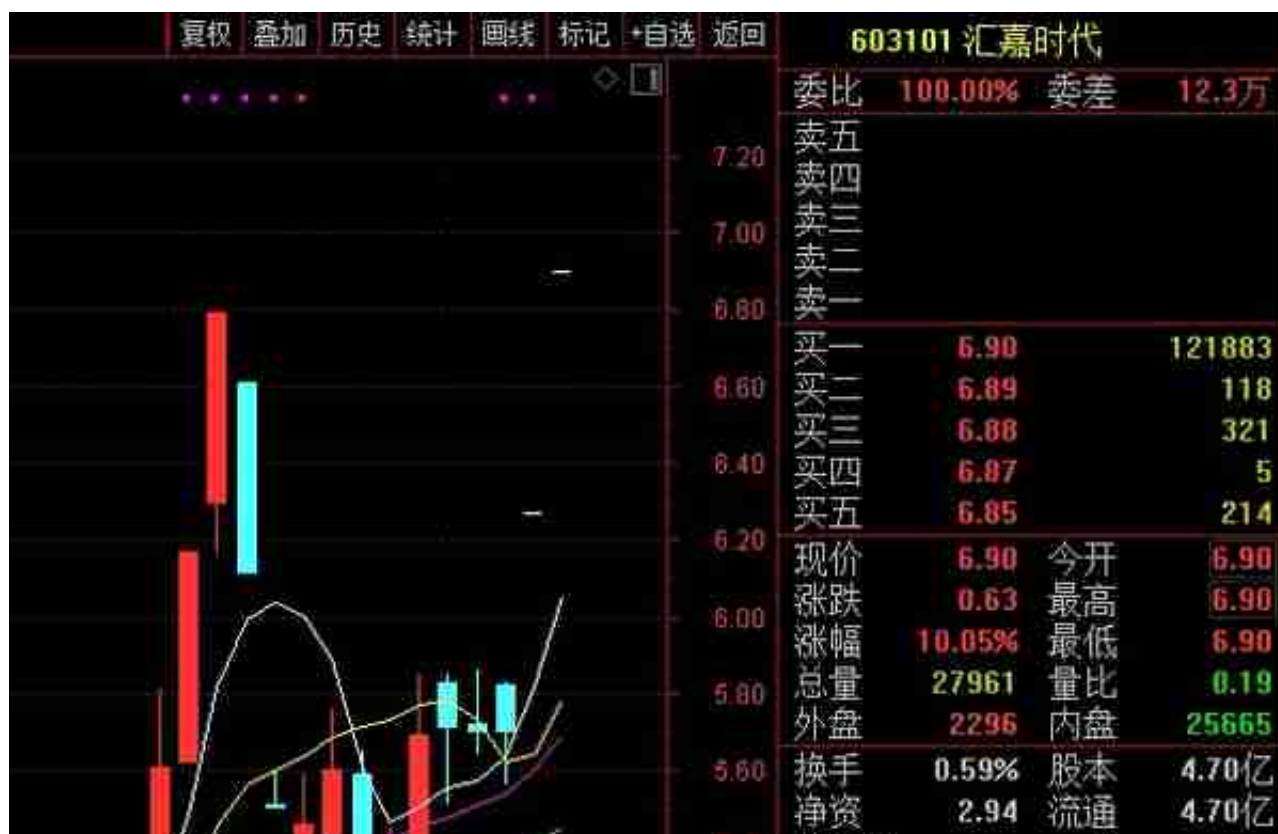 复权 叠加 历史 统计 画线 标记 +自选 返回
603101 汇嘉时代
委比 100.00% 委差 12.3万
卖五
卖四
卖三
卖二
卖一
买一 6.90 121883
买二 6.89 118
买三 6.88 321
买四 6.87 5
买五 6.85 214
现价 6.90 今开 6.90
涨跌 0.63 最高 6.90
涨幅 10.05% 最低 6.90
总量 27961 量比 0.19
外盘 2296 内盘 25665
换手 0.59% 股本 4.70亿
净资 2.94 流通 4.70亿
7.20
7.00
6.80
6.60
6.40
6.20
6.00
5.80
5.60